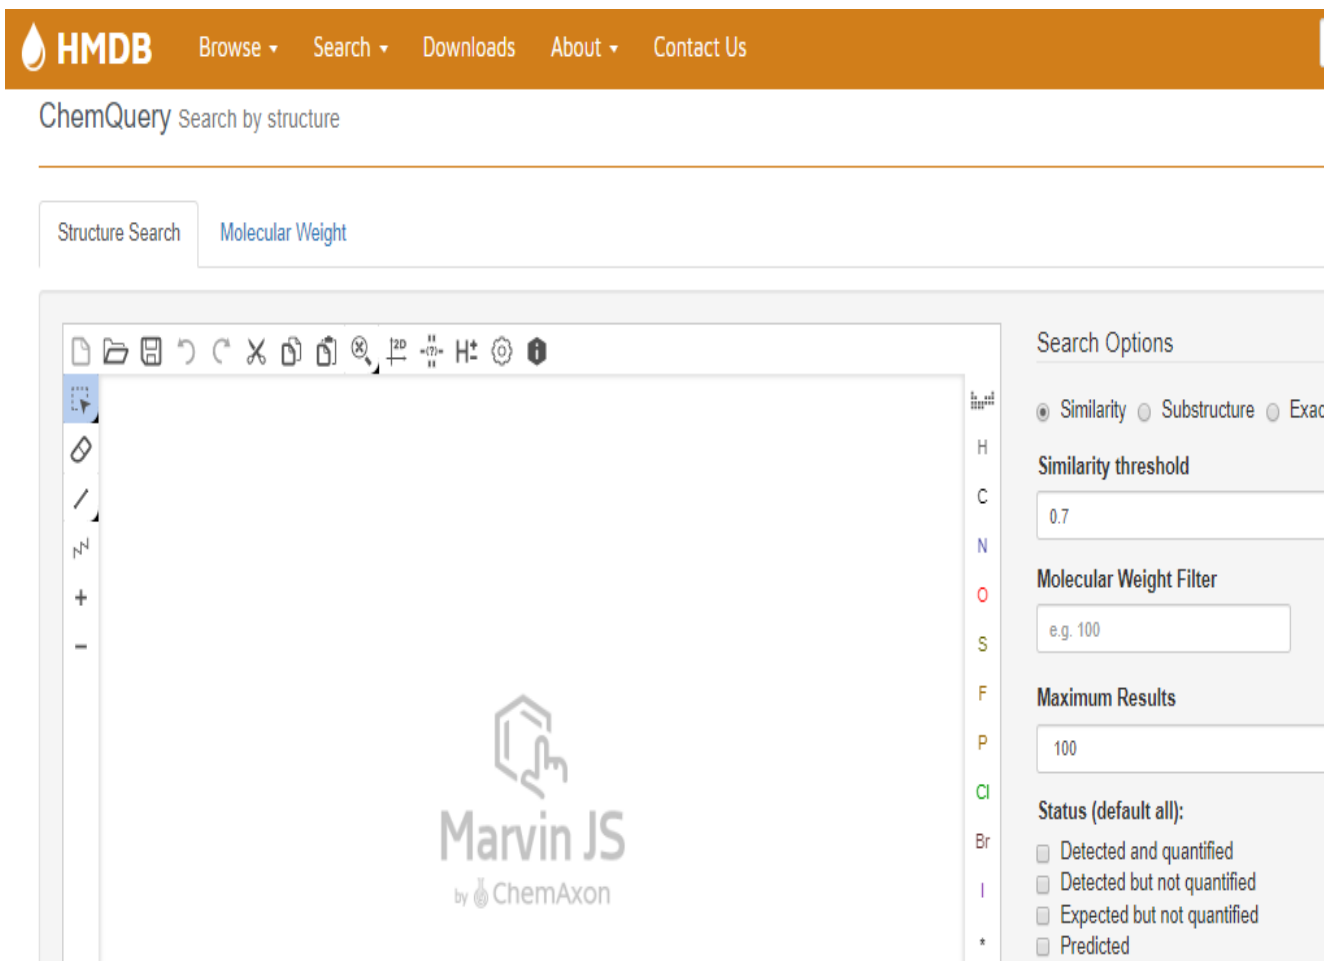 HMDB Browse Search Downloads About Contact Us
ChemQuery Search by structure
Structure Search Molecular Weight
2D
H±
H
C
N
O
S
F
P
Cl
Br
I
*
Marvin JS
by ChemAxon
Search Options
Similarity Substructure Exac
Similarity threshold
0.7
Molecular Weight Filter
e.g. 100
Maximum Results
100
Status (default all):
Detected and quantified
Detected but not quantified
Expected but not quantified
Predicted